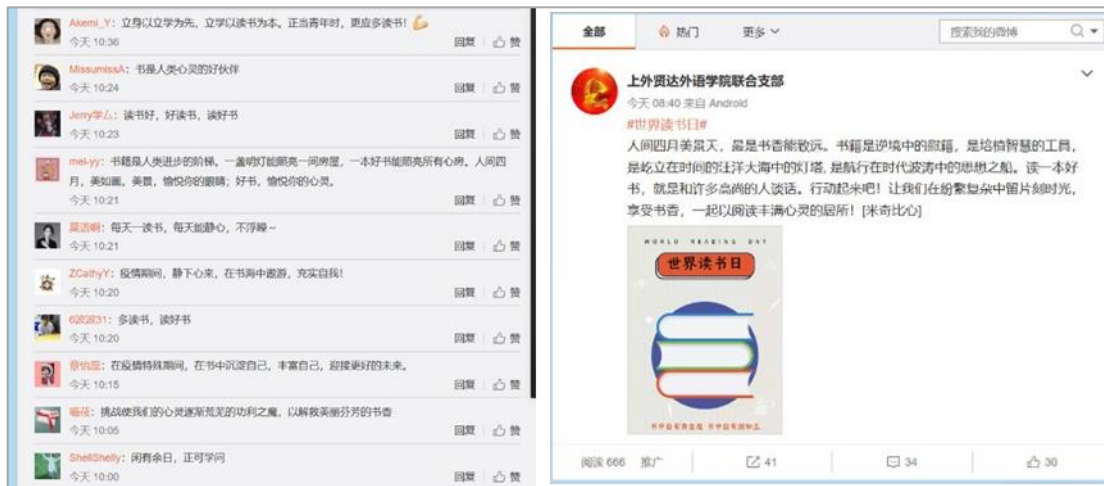 Akemi_Y：立身以立学为先，立学以读书为本。正当青年时，更应多读书！💪
今天 10:36
回复 赞
MissumissA：书是人类心灵的好伙伴
今天 10:24
回复 赞
Jerry学厶：读书好，好读书，读好书
今天 10:23
回复 赞
mel-yy：书籍是人类进步的阶梯。一盏明灯能照亮一间房屋，一本好书能照亮所有心房。人间四
月，美如画。美景，愉悦你的眼睛；好书，愉悦你的心灵。
今天 10:21
回复 赞
每天一读书，每天能静心，不浮躁～
今天 10:21
回复 赞
ZCathyY：疫情期间，静下心来，在书海中遨游，充实自我！
今天 10:20
回复 赞
多读书，读好书
今天 10:20
回复 赞
在疫情特殊期间，在书中沉淀自己，丰富自己，迎接更好的未来。
今天 10:15
回复 赞
挑战使我们的心灵逐渐荒芜的功利之魔，以解救美丽芬芳的书香
今天 10:05
回复 赞
ShellShelly：闲有余日，正可学问
今天 10:00
回复 赞
全部 热门 更多 搜索我的微博
上外贤达外语学院联合支部
今天 08:40 来自 Android
#世界读书日#
人间四月美景天，最是书香能致远。书籍是逆境中的慰藉，是培植智慧的工具，
是屹立在时间的汪洋大海中的灯塔，是航行在时代波涛中的思想之船。读一本好
书，就是和许多高尚的人谈话。行动起来吧！让我们在纷繁复杂中留片刻时光，
享受书香，一起以阅读丰满心灵的居所！[米奇比心]
WORLD READING DAY
世界读书日
书中自有黄金屋 书中自有颜如玉
阅读 666 推广 41 34 30